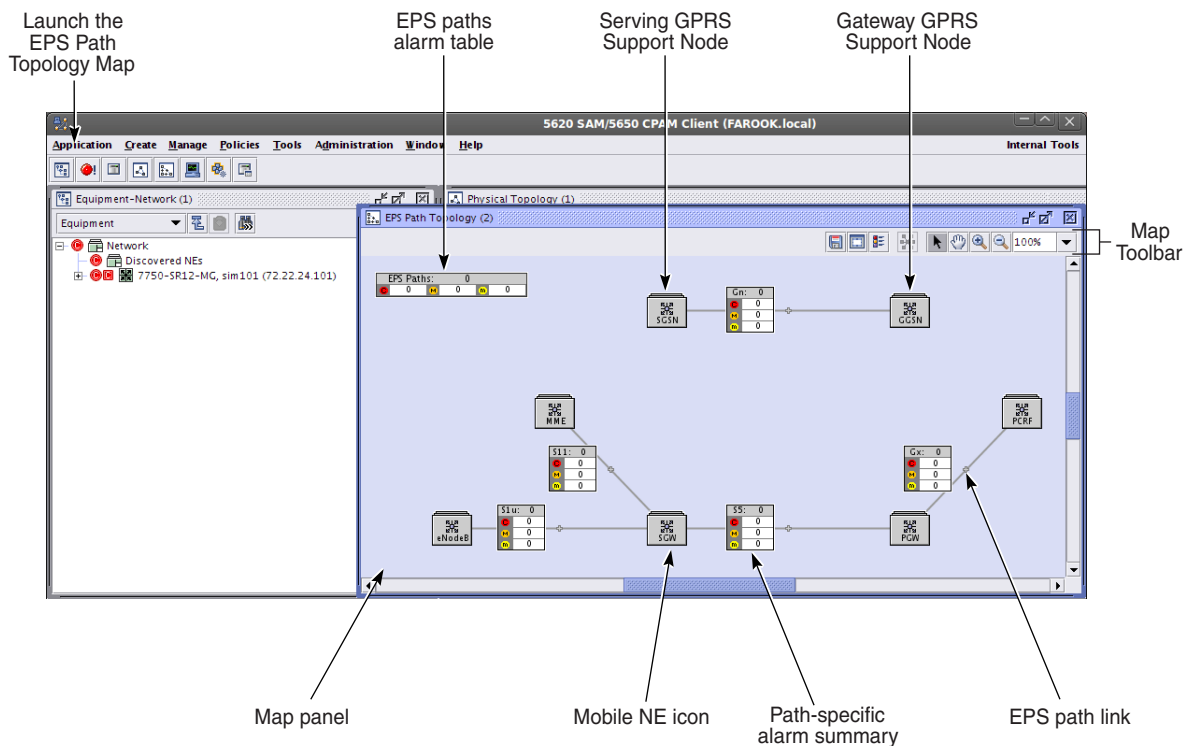 Launch the
EPS Path
Topology Map
EPS paths
alarm table
Serving GPRS
Support Node
Gateway GPRS
Support Node
5620 SAM/5650 CPAM Client (FAROOK.local)
Application Create Manage Policies Tools Administration Window Help Internal Tools
Equipment-Network (1)
Physical Topology (1)
Equipment
EPS Path Topology (2)
100%
Map
Toolbar
Network
Discovered NEs
7750-SR12-MG, sim101 (72.22.24.101)
EPS Paths: 0
C 0 M 0 m 0
SGSN
Gn: 0
C 0
M 0
m 0
GGSN
MME
PCRF
S11: 0
C 0
M 0
m 0
Gx: 0
C 0
M 0
m 0
eNodeB
S1u: 0
C 0
M 0
m 0
SGW
S5: 0
C 0
M 0
m 0
PGW
Map panel
Mobile NE icon
Path-specific
alarm summary
EPS path link